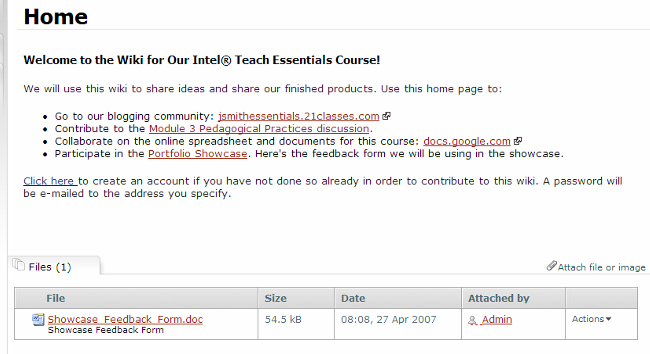 Home
Welcome to the Wiki for Our Intel® Teach Essentials Course!
We will use this wiki to share ideas and share our finished products. Use this home page to:
• Go to our blogging community: jsmithessentials.21classes.com
• Contribute to the Module 3 Pedagogical Practices discussion.
• Collaborate on the online spreadsheet and documents for this course: docs.google.com
• Participate in the Portfolio Showcase. Here's the feedback form we will be using in the showcase.
Click here to create an account if you have not done so already in order to contribute to this wiki. A password will
be e-mailed to the address you specify.
Files (1) Attach file or image
File Size Date Attached by
Showcase_Feedback_Form.doc 54.5 kB 08:08, 27 Apr 2007 Admin Actions
Showcase Feedback Form